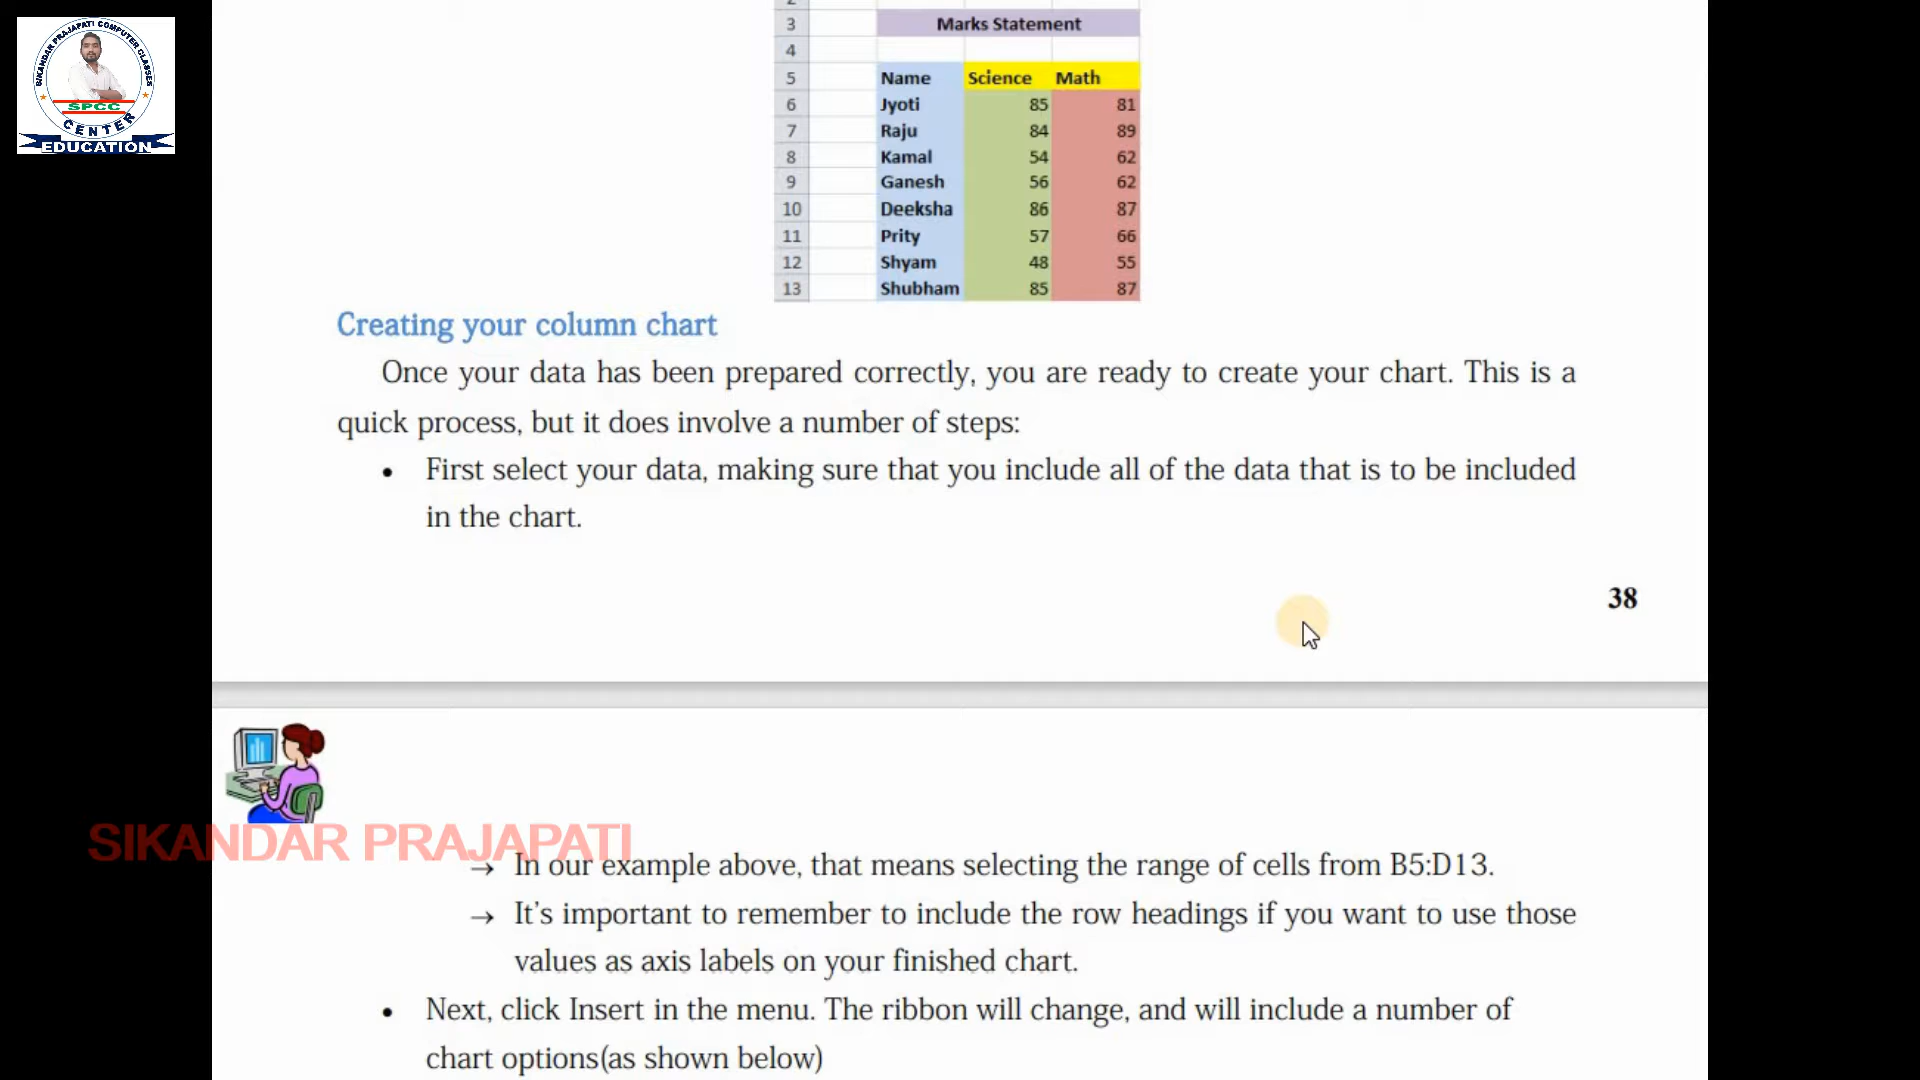 SIKANDAR PRAJAPATI COMPUTER CLASSES
SPCC
CENTER
EDUCATION
3 Marks Statement
4
5 Name Science Math
6 Jyoti 85 81
7 Raju 84 89
8 Kamal 54 62
9 Ganesh 56 62
10 Deeksha 86 87
11 Prity 57 66
12 Shyam 48 55
13 Shubham 85 87
Creating your column chart
Once your data has been prepared correctly, you are ready to create your chart. This is a
quick process, but it does involve a number of steps:
• First select your data, making sure that you include all of the data that is to be included
in the chart.
38
SIKANDAR PRAJAPATI
→ In our example above, that means selecting the range of cells from B5:D13.
→ It's important to remember to include the row headings if you want to use those
values as axis labels on your finished chart.
• Next, click Insert in the menu. The ribbon will change, and will include a number of
chart options(as shown below)